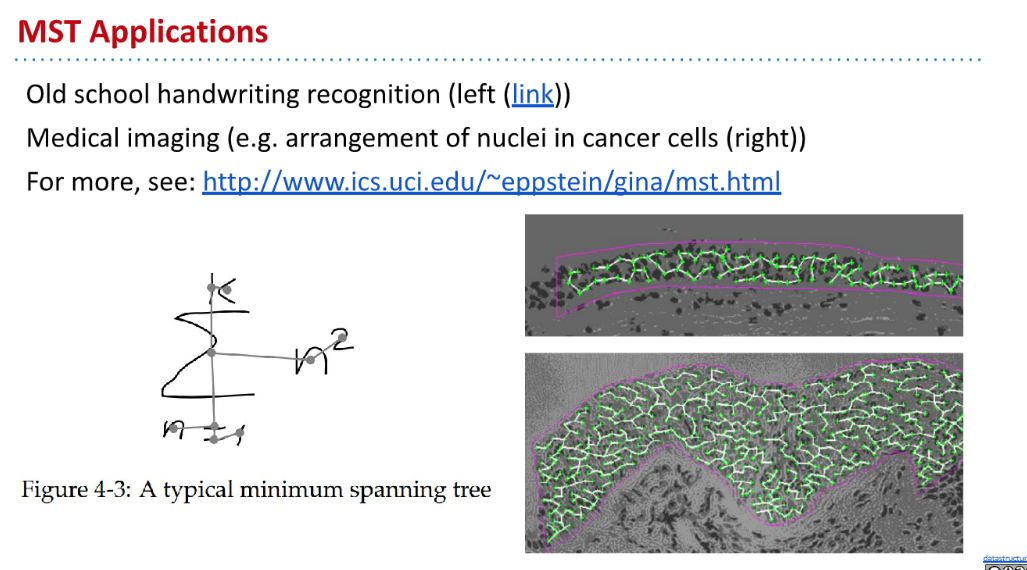 MST Applications
Old school handwriting recognition (left (link))
Medical imaging (e.g. arrangement of nuclei in cancer cells (right))
For more, see: http://www.ics.uci.edu/~eppstein/gina/mst.html
k
Σ n²
n = 1
Figure 4-3: A typical minimum spanning tree
datastructur